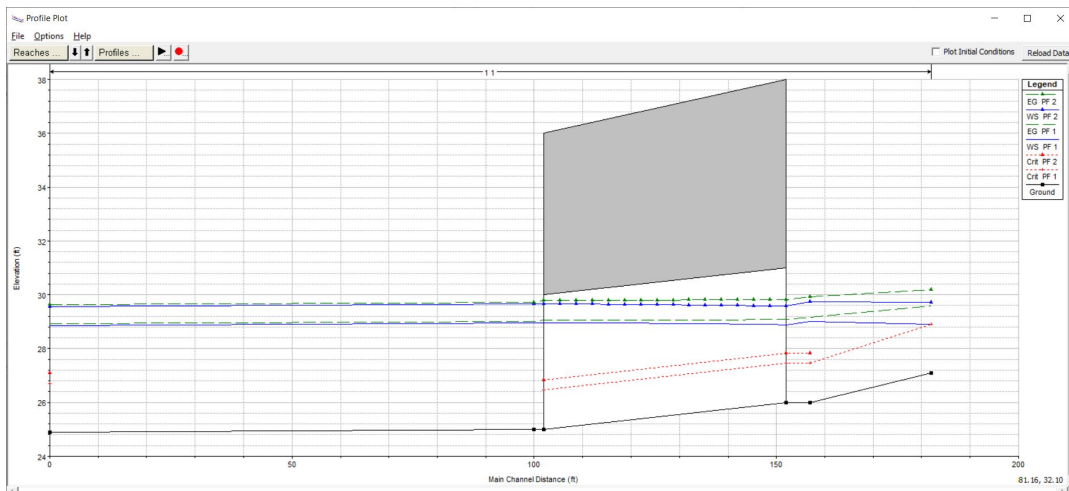 Profile Plot
File Options Help
Reaches ... Profiles ... Plot Initial Conditions Reload Data
1 1
38
36
34
32
30
28
26
24
Elevation (ft)
0 50 100 150 200
Main Channel Distance (ft)
81.16, 32.10
Legend
EG PF 2
WS PF 2
EG PF 1
WS PF 1
Crit PF 2
Crit PF 1
Ground